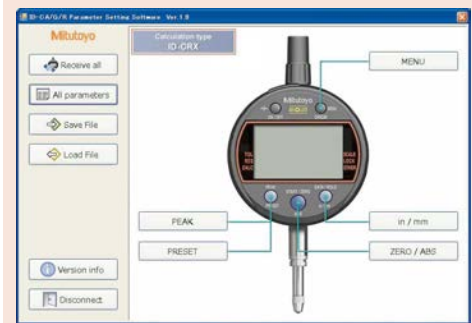 ID-CA/G/R Parameter Setting Software Ver.1.0
Mitutoyo
Receive all
All parameters
Save File
Load File
Version info
Disconnect
Calculation type
ID-CRX
MENU
Mitutoyo
PEAK
PRESET
in / mm
ZERO / ABS